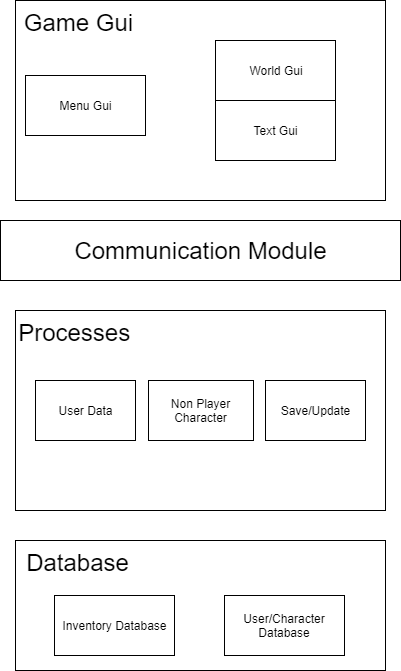 Game Gui
World Gui
Menu Gui
Text Gui
Communication Module
Processes
User Data
Non Player
Character
Save/Update
Database
Inventory Database
User/Character
Database